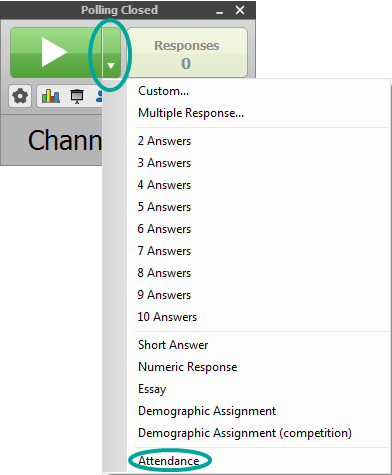 Polling Closed
Responses
0
Custom...
Multiple Response...
Chann
2 Answers
3 Answers
4 Answers
5 Answers
6 Answers
7 Answers
8 Answers
9 Answers
10 Answers
Short Answer
Numeric Response
Essay
Demographic Assignment
Demographic Assignment (competition)
Attendance